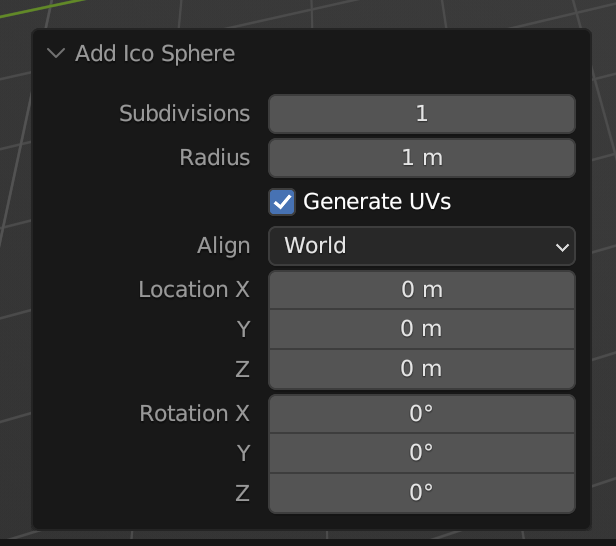 Add Ico Sphere
Subdivisions 1
Radius 1 m
Generate UVs
Align World
Location X 0 m
Y 0 m
Z 0 m
Rotation X 0°
Y 0°
Z 0°